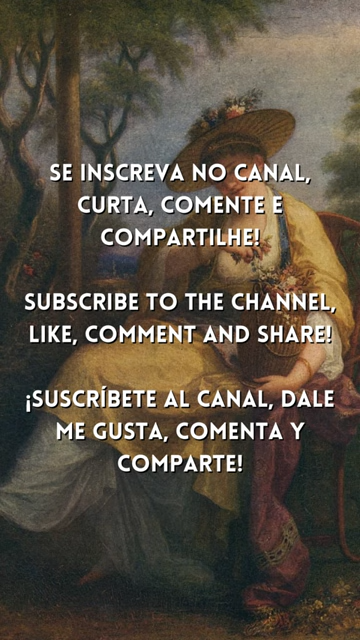 SE INSCREVA NO CANAL,
CURTA, COMENTE E
COMPARTILHE!
SUBSCRIBE TO THE CHANNEL,
LIKE, COMMENT AND SHARE!
¡SUSCRÍBETE AL CANAL, DALE
ME GUSTA, COMENTA Y
COMPARTE!